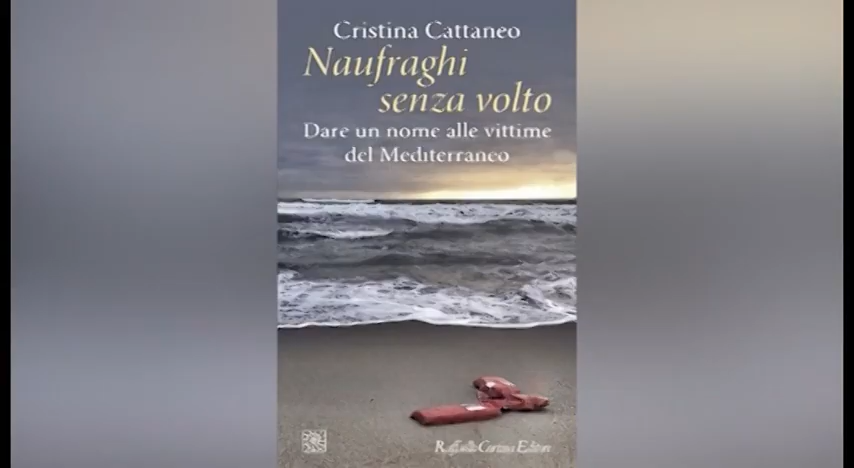 Cristina Cattaneo
Naufraghi
senza volto
Dare un nome alle vittime
del Mediterraneo
Raffaello Cortina Editore